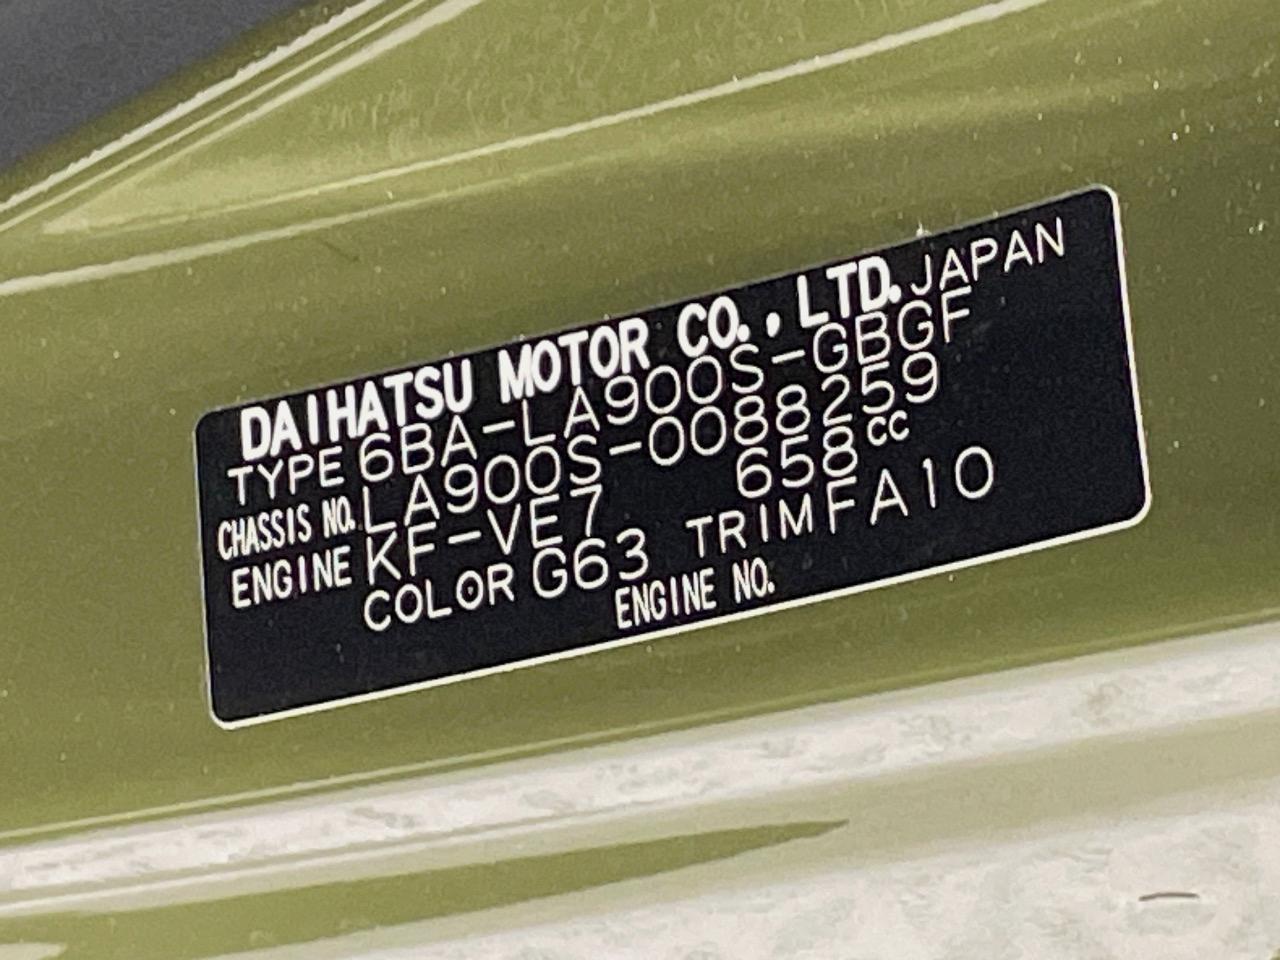 DAIHATSU MOTOR CO., LTD. JAPAN
TYPE 6BA-LA900S-GBGF
CHASSIS NO. LA900S-0088259
ENGINE KF-VE7 658cc
COLOR G63 TRIM FA10
ENGINE NO.